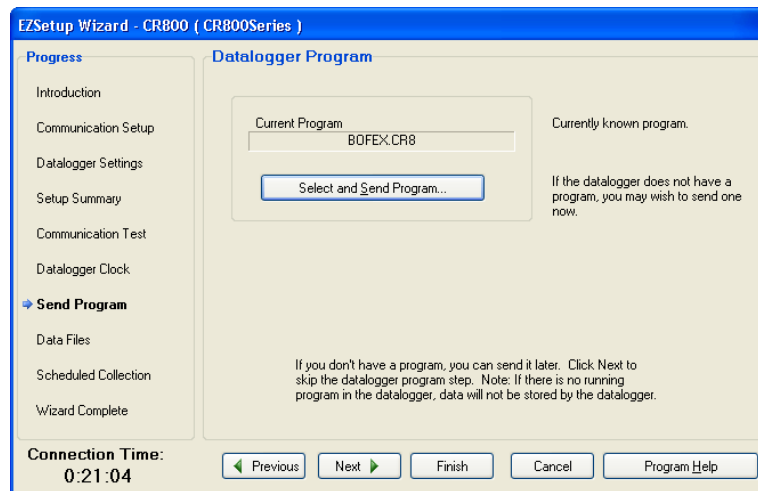 EZSetup Wizard - CR800 ( CR800Series )
Progress
Introduction
Communication Setup
Datalogger Settings
Setup Summary
Communication Test
Datalogger Clock
Send Program
Data Files
Scheduled Collection
Wizard Complete
Connection Time:
0:21:04
Datalogger Program
Current Program
BOFEX.CR8
Select and Send Program...
Currently known program.
If the datalogger does not have a
program, you may wish to send one
now.
If you don't have a program, you can send it later. Click Next to
skip the datalogger program step. Note: If there is no running
program in the datalogger, data will not be stored by the datalogger.
Previous
Next
Finish
Cancel
Program Help